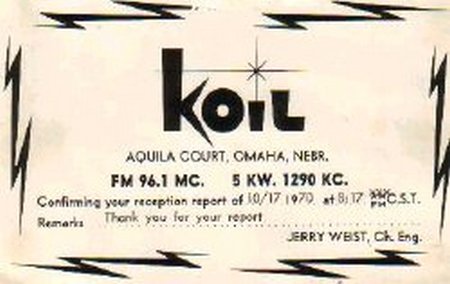 KOIL
AQUILA COURT, OMAHA, NEBR.
FM 96.1 MC. 5 KW. 1290 KC.
Confirming your reception report of 10/17 1970 at 8:17 PM C.S.T.
Remarks Thank you for your report
JERRY WEIST, Ch. Eng.